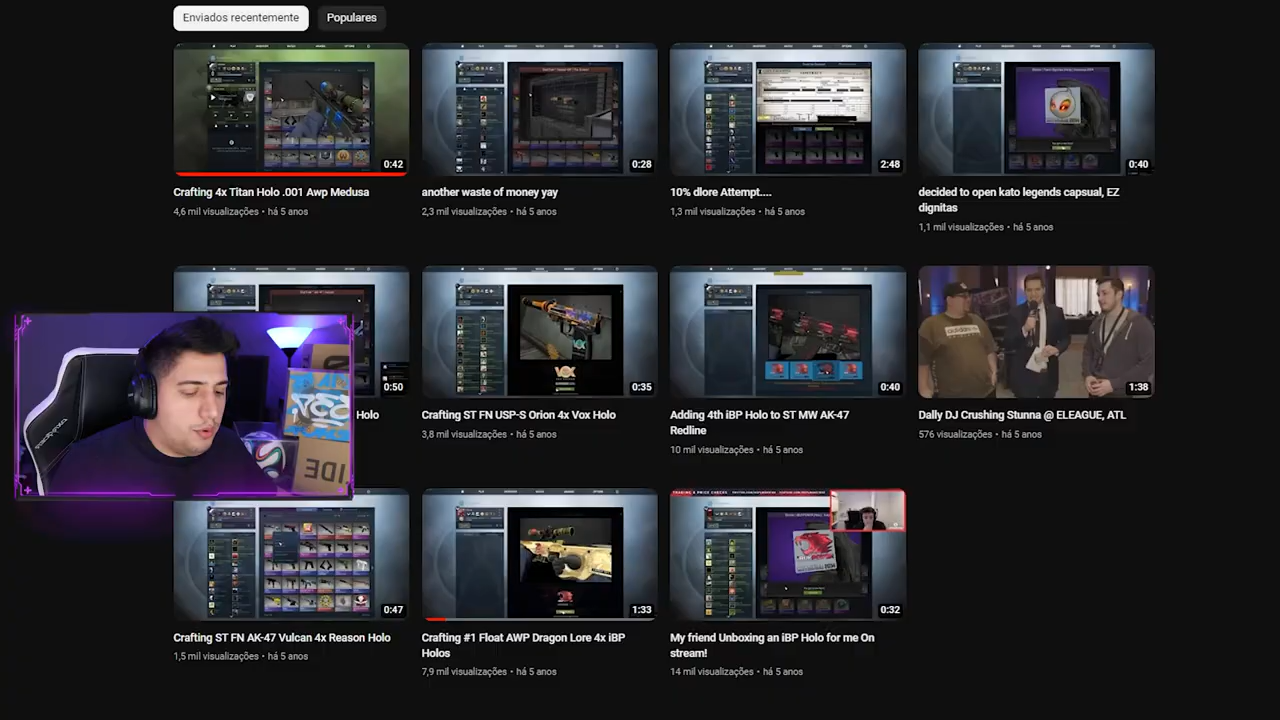 Enviados recentemente
Populares
0:42
0:28
2:48
0:40
Crafting 4x Titan Holo .001 Awp Medusa
another waste of money yay
10% dlore Attempt....
decided to open kato legends capsual, EZ
dignitas
4,6 mil visualizações • há 5 anos
2,3 mil visualizações • há 5 anos
1,3 mil visualizações • há 5 anos
1,1 mil visualizações • há 5 anos
0:50
0:35
0:40
1:38
Holo
Crafting ST FN USP-S Orion 4x Vox Holo
Adding 4th iBP Holo to ST MW AK-47
Redline
Dally DJ Crushing Stunna @ ELEAGUE, ATL
3,8 mil visualizações • há 5 anos
10 mil visualizações • há 5 anos
576 visualizações • há 5 anos
0:47
1:33
0:32
Crafting ST FN AK-47 Vulcan 4x Reason Holo
Crafting #1 Float AWP Dragon Lore 4x iBP
Holos
My friend Unboxing an iBP Holo for me On
stream!
1,5 mil visualizações • há 5 anos
7,9 mil visualizações • há 5 anos
14 mil visualizações • há 5 anos